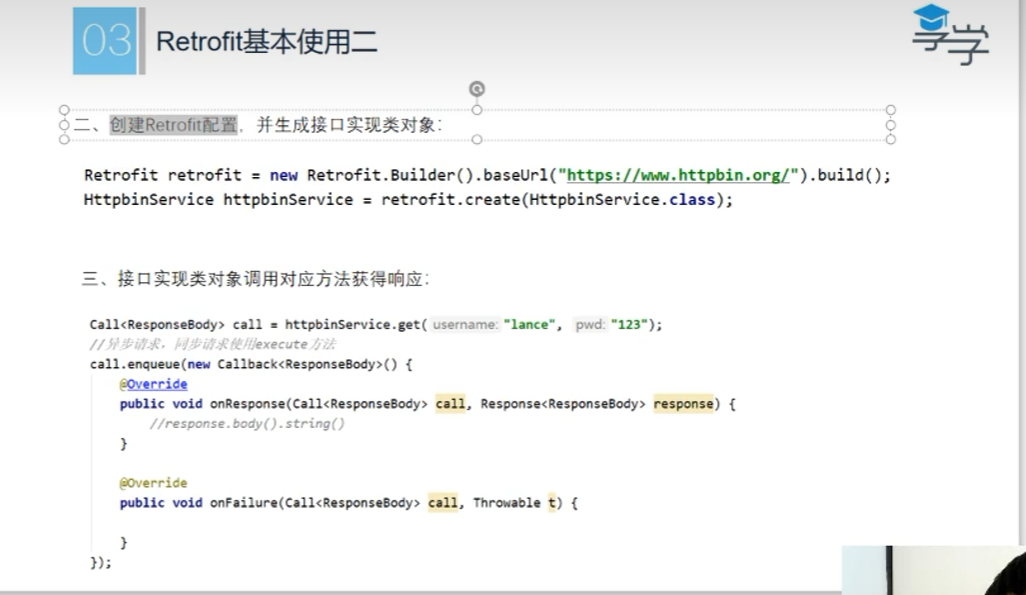 03
Retrofit基本使用二
享学
二、创建Retrofit配置，并生成接口实现类对象：
Retrofit retrofit = new Retrofit.Builder().baseUrl("https://www.httpbin.org/").build();
HttpbinService httpbinService = retrofit.create(HttpbinService.class);
三、接口实现类对象调用对应方法获得响应：
Call<ResponseBody> call = httpbinService.get( username: "lance", pwd: "123");
//异步请求，同步请求使用execute方法
call.enqueue(new Callback<ResponseBody>() {
@Override
public void onResponse(Call<ResponseBody> call, Response<ResponseBody> response) {
//response.body().string()
}
@Override
public void onFailure(Call<ResponseBody> call, Throwable t) {
}
});